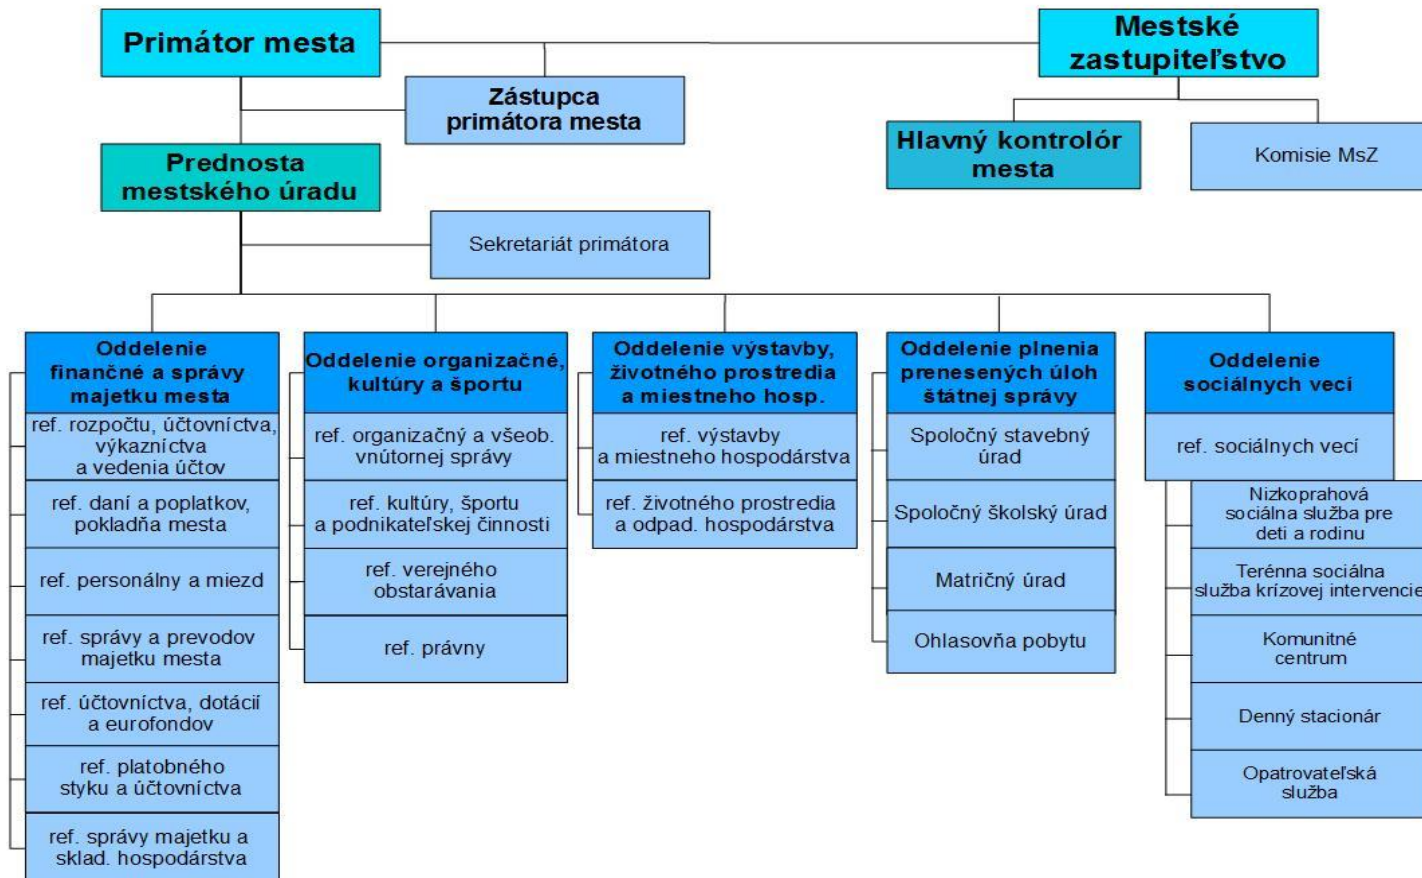 Primátor mesta
Mestské
zastupiteľstvo
Zástupca
primátora mesta
Hlavný kontrolór
mesta
Komisie MsZ
Prednosta
mestského úradu
Sekretariát primátora
Oddelenie
finančné a správy
majetku mesta
ref. rozpočtu, účtovníctva,
výkazníctva
a vedenia účtov
ref. daní a poplatkov,
pokladňa mesta
ref. personálny a miezd
ref. správy a prevodov
majetku mesta
ref. účtovníctva, dotácií
a eurofondov
ref. platobného
styku a účtovníctva
ref. správy majetku a
sklad. hospodárstva
Oddelenie organizačné,
kultúry a športu
ref. organizačný a všeob.
vnútornej správy
ref. kultúry, športu
a podnikateľskej činnosti
ref. verejného
obstarávania
ref. právny
Oddelenie výstavby,
životného prostredia
a miestneho hosp.
ref. výstavby
a miestneho hospodárstva
ref. životného prostredia
a odpad. hospodárstva
Oddelenie plnenia
prenesených úloh
štátnej správy
Spoločný stavebný
úrad
Spoločný školský úrad
Matričný úrad
Ohlasovňa pobytu
Oddelenie
sociálnych vecí
ref. sociálnych vecí
Nizkoprahová
sociálna služba pre
deti a rodinu
Terénna sociálna
služba krízovej intervencie
Komunitné
centrum
Denný stacionár
Opatrovateľská
služba